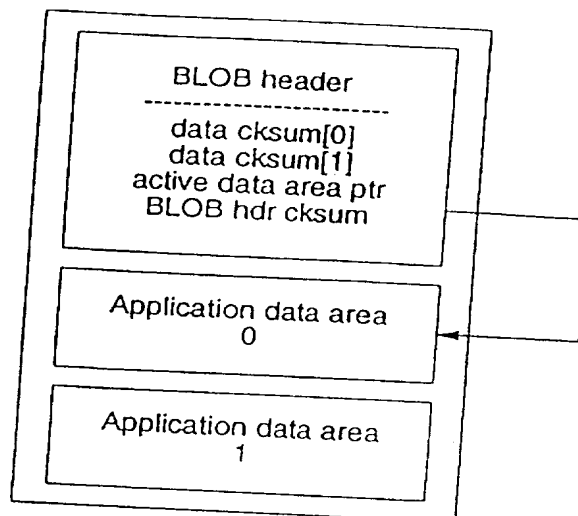 BLOB header
data cksum[0]
data cksum[1]
active data area ptr
BLOB hdr cksum
Application data area
0
Application data area
1